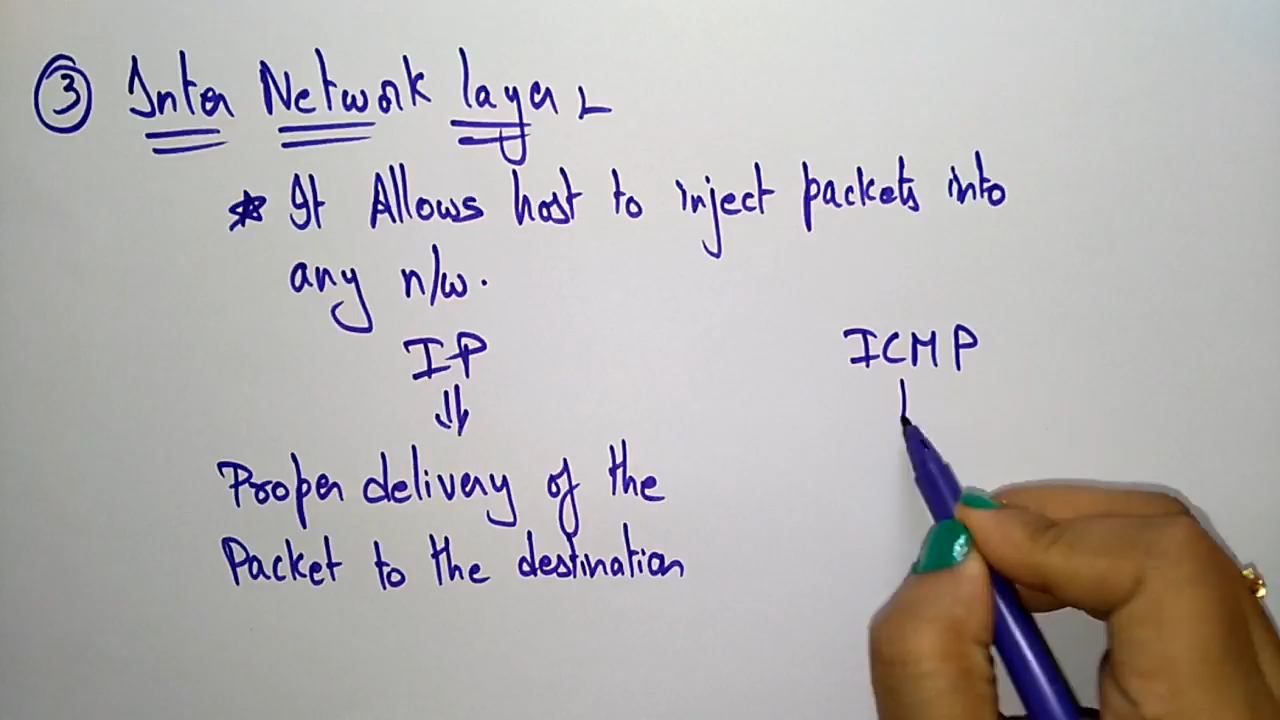 ③ Inter Network layer
* It Allows host to inject packets into
any n/w.
IP
ICMP
⇓
Proper delivery of the
Packet to the destination